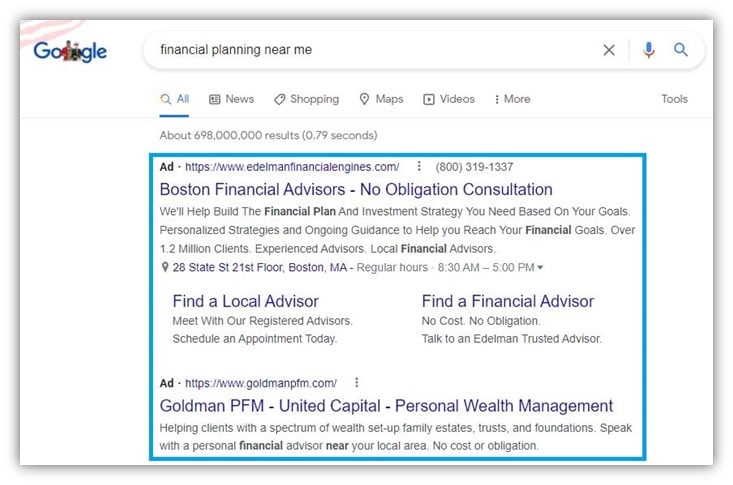 Google
financial planning near me
All News Shopping Maps Videos More Tools
About 698,000,000 results (0.79 seconds)
Ad · https://www.edelmanfinancialengines.com/ (800) 319-1337
Boston Financial Advisors - No Obligation Consultation
We'll Help Build The Financial Plan And Investment Strategy You Need Based On Your Goals.
Personalized Strategies and Ongoing Guidance to Help you Reach Your Financial Goals. Over
1.2 Million Clients. Experienced Advisors. Local Financial Advisors.
28 State St 21st Floor, Boston, MA - Regular hours · 8:30 AM – 5:00 PM
Find a Local Advisor
Meet With Our Registered Advisors.
Schedule an Appointment Today.
Find a Financial Advisor
No Cost. No Obligation.
Talk to an Edelman Trusted Advisor.
Ad · https://www.goldmanpfm.com/
Goldman PFM - United Capital - Personal Wealth Management
Helping clients with a spectrum of wealth set-up family estates, trusts, and foundations. Speak
with a personal financial advisor near your local area. No cost or obligation.